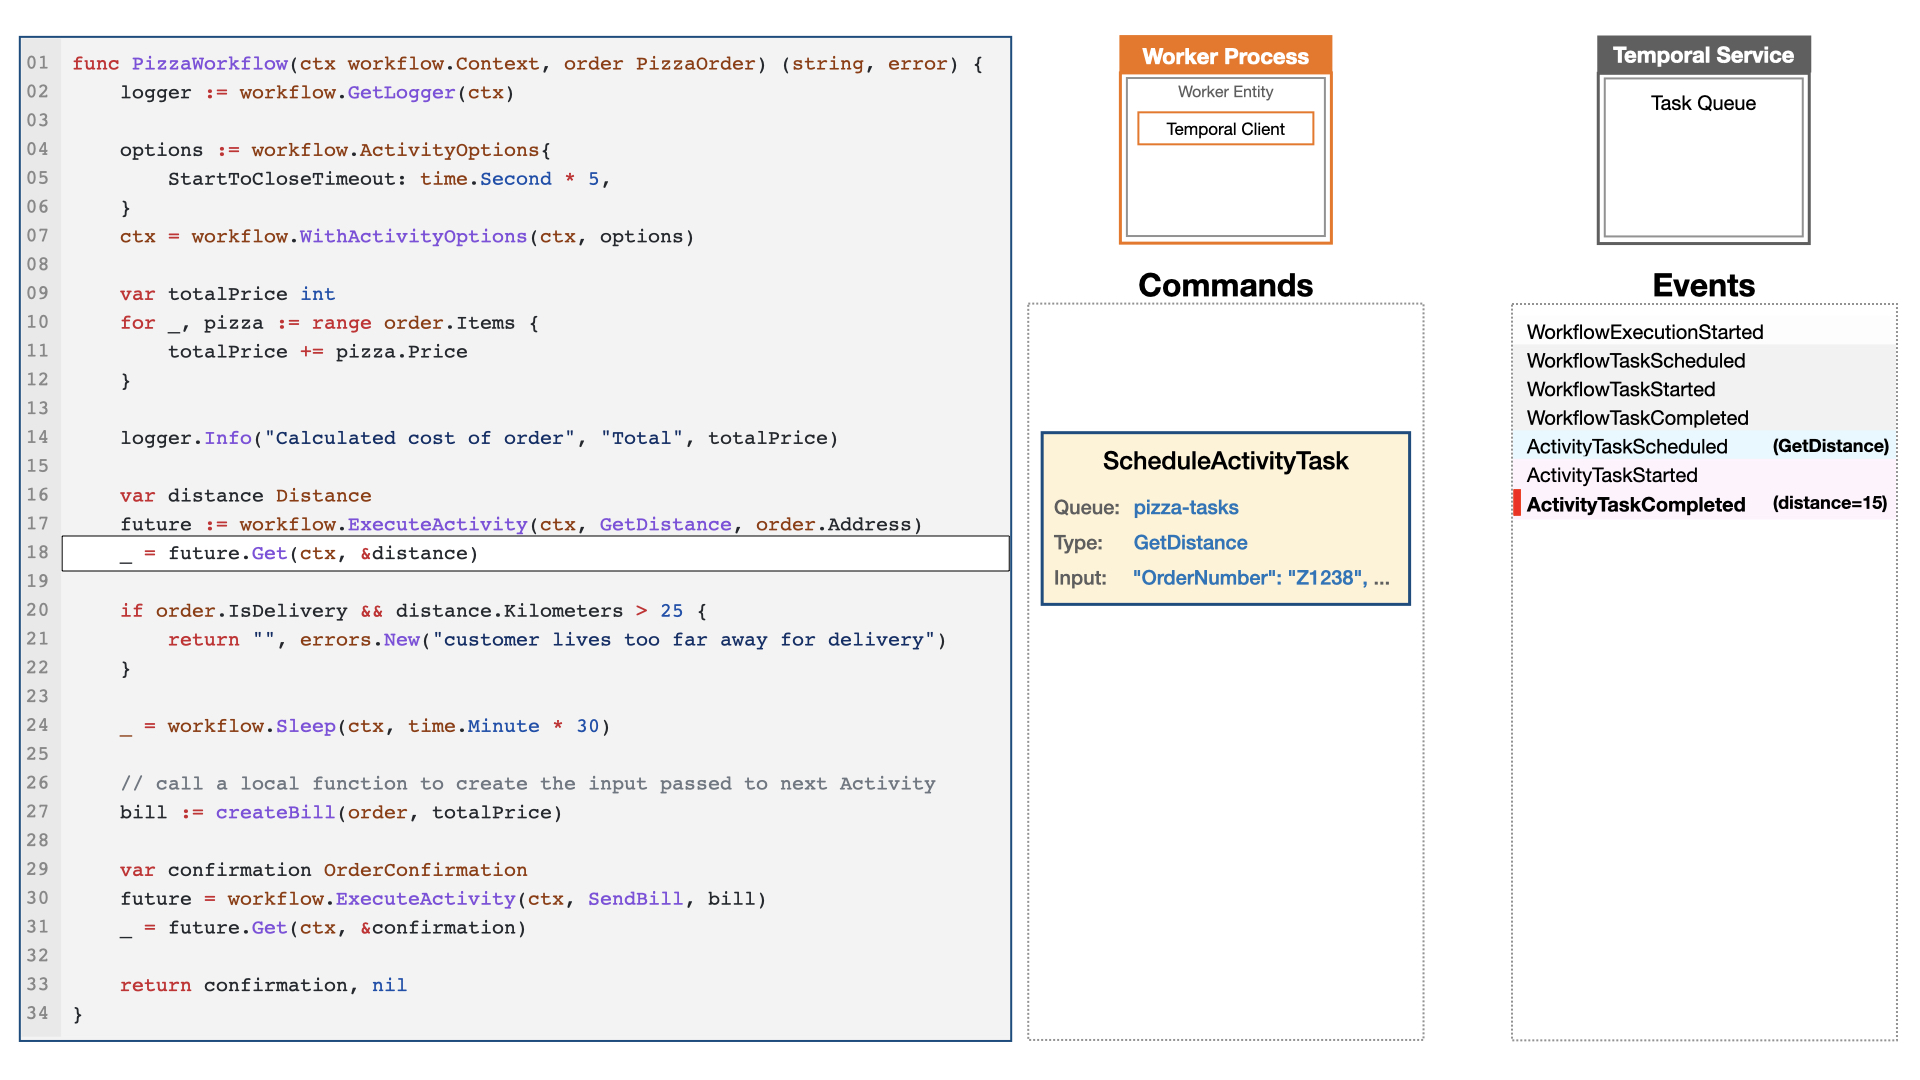 01 func PizzaWorkflow(ctx workflow.Context, order PizzaOrder) (string, error) {
02     logger := workflow.GetLogger(ctx)
03
04     options := workflow.ActivityOptions{
05         StartToCloseTimeout: time.Second * 5,
06     }
07     ctx = workflow.WithActivityOptions(ctx, options)
08
09     var totalPrice int
10     for _, pizza := range order.Items {
11         totalPrice += pizza.Price
12     }
13
14     logger.Info("Calculated cost of order", "Total", totalPrice)
15
16     var distance Distance
17     future := workflow.ExecuteActivity(ctx, GetDistance, order.Address)
18     _ = future.Get(ctx, &distance)
19
20     if order.IsDelivery && distance.Kilometers > 25 {
21         return "", errors.New("customer lives too far away for delivery")
22     }
23
24     _ = workflow.Sleep(ctx, time.Minute * 30)
25
26     // call a local function to create the input passed to next Activity
27     bill := createBill(order, totalPrice)
28
29     var confirmation OrderConfirmation
30     future = workflow.ExecuteActivity(ctx, SendBill, bill)
31     _ = future.Get(ctx, &confirmation)
32
33     return confirmation, nil
34 }
Worker Process
Worker Entity
Temporal Client
Commands
ScheduleActivityTask
Queue: pizza-tasks
Type: GetDistance
Input: "OrderNumber": "Z1238", ...
Temporal Service
Task Queue
Events
WorkflowExecutionStarted
WorkflowTaskScheduled
WorkflowTaskStarted
WorkflowTaskCompleted
ActivityTaskScheduled (GetDistance)
ActivityTaskStarted
ActivityTaskCompleted (distance=15)